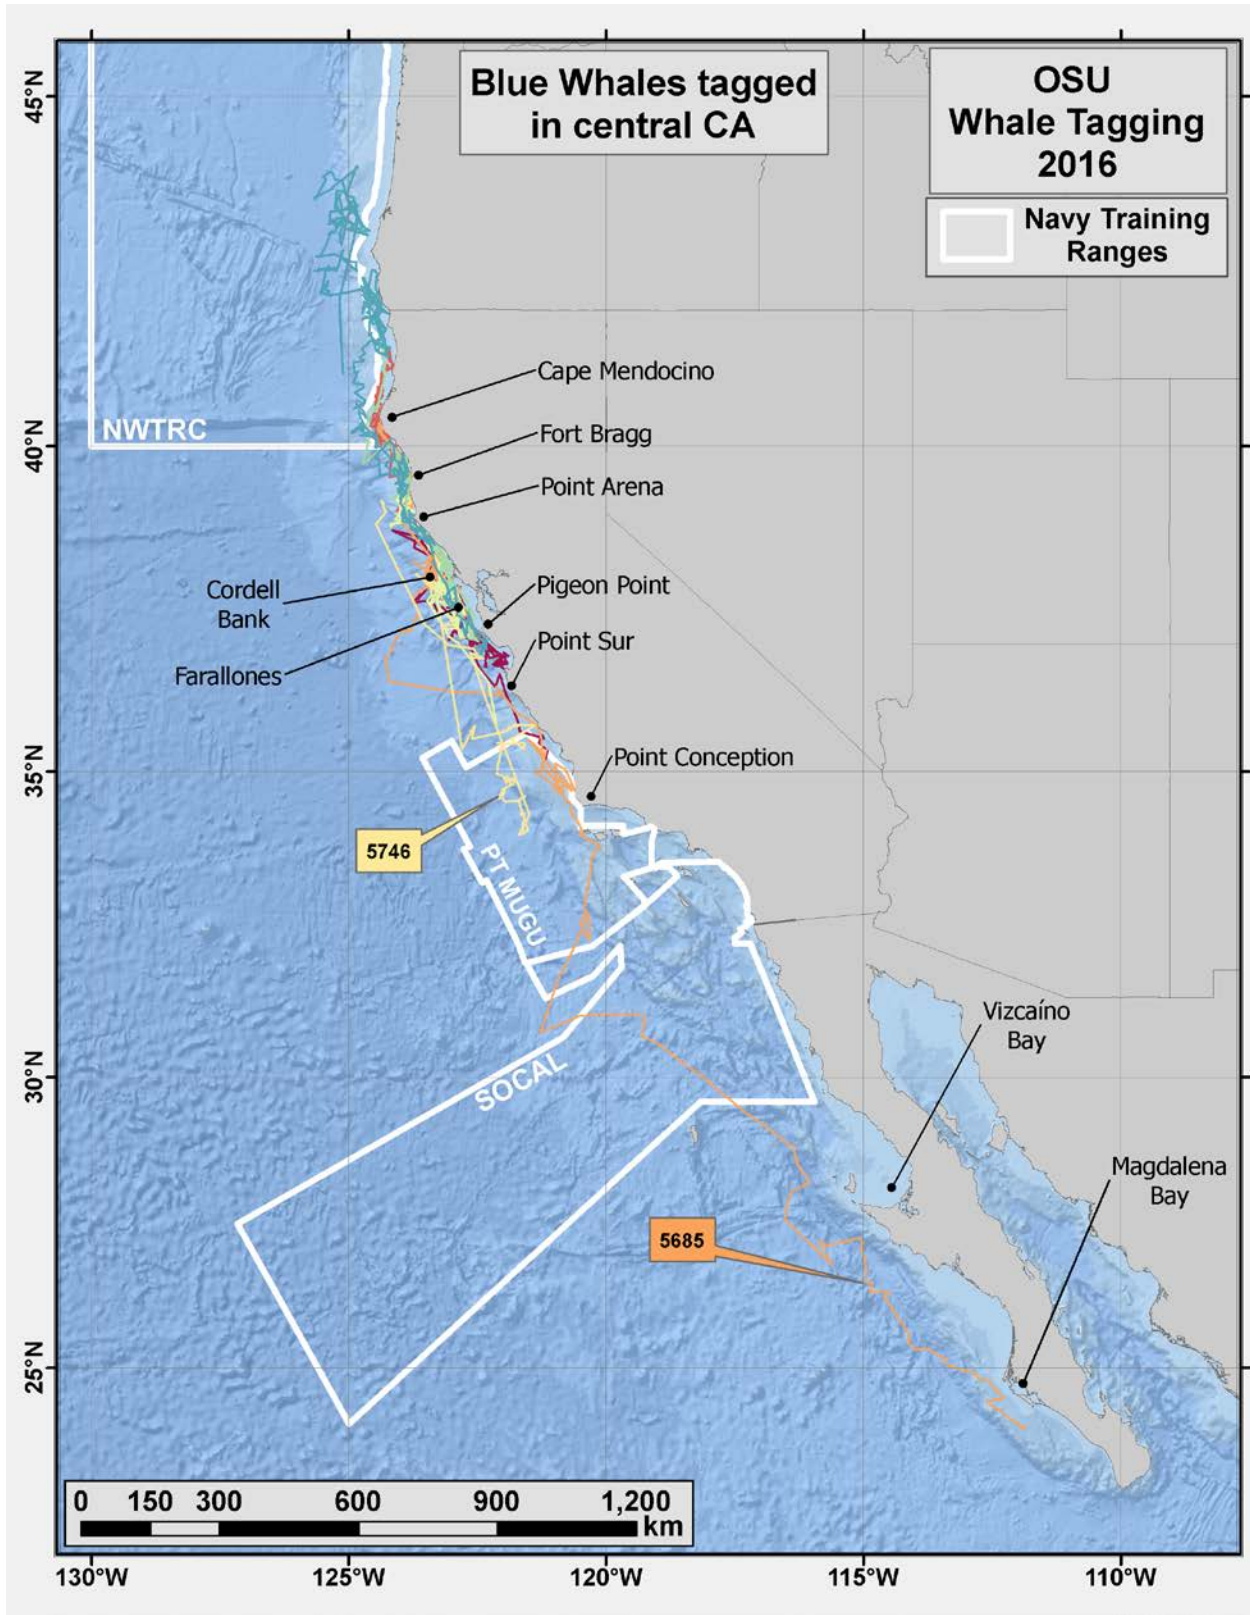 Blue Whales tagged
in central CA
OSU
Whale Tagging
2016
Navy Training
Ranges
45°N
40°N
35°N
30°N
25°N
Cape Mendocino
NWTRC
Fort Bragg
Point Arena
Cordell
Bank
Pigeon Point
Farallones
Point Sur
Point Conception
5746
PT MUGU
SOCAL
Vizcaíno
Bay
Magdalena
Bay
5685
0 150 300 600 900 1,200
km
130°W 125°W 120°W 115°W 110°W